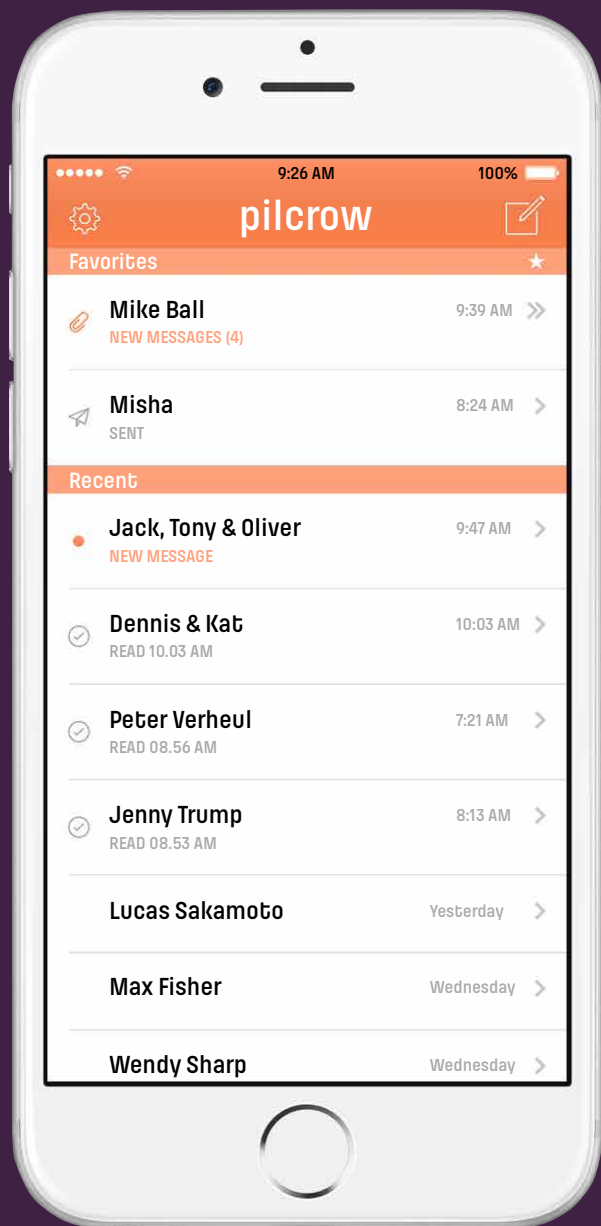 9:26 AM 100%
pilcrow
Favorites
Mike Ball 9:39 AM
NEW MESSAGES (4)
Misha 8:24 AM
SENT
Recent
Jack, Tony & Oliver 9:47 AM
NEW MESSAGE
Dennis & Kat 10:03 AM
READ 10.03 AM
Peter Verheul 7:21 AM
READ 08.56 AM
Jenny Trump 8:13 AM
READ 08.53 AM
Lucas Sakamoto Yesterday
Max Fisher Wednesday
Wendy Sharp Wednesday